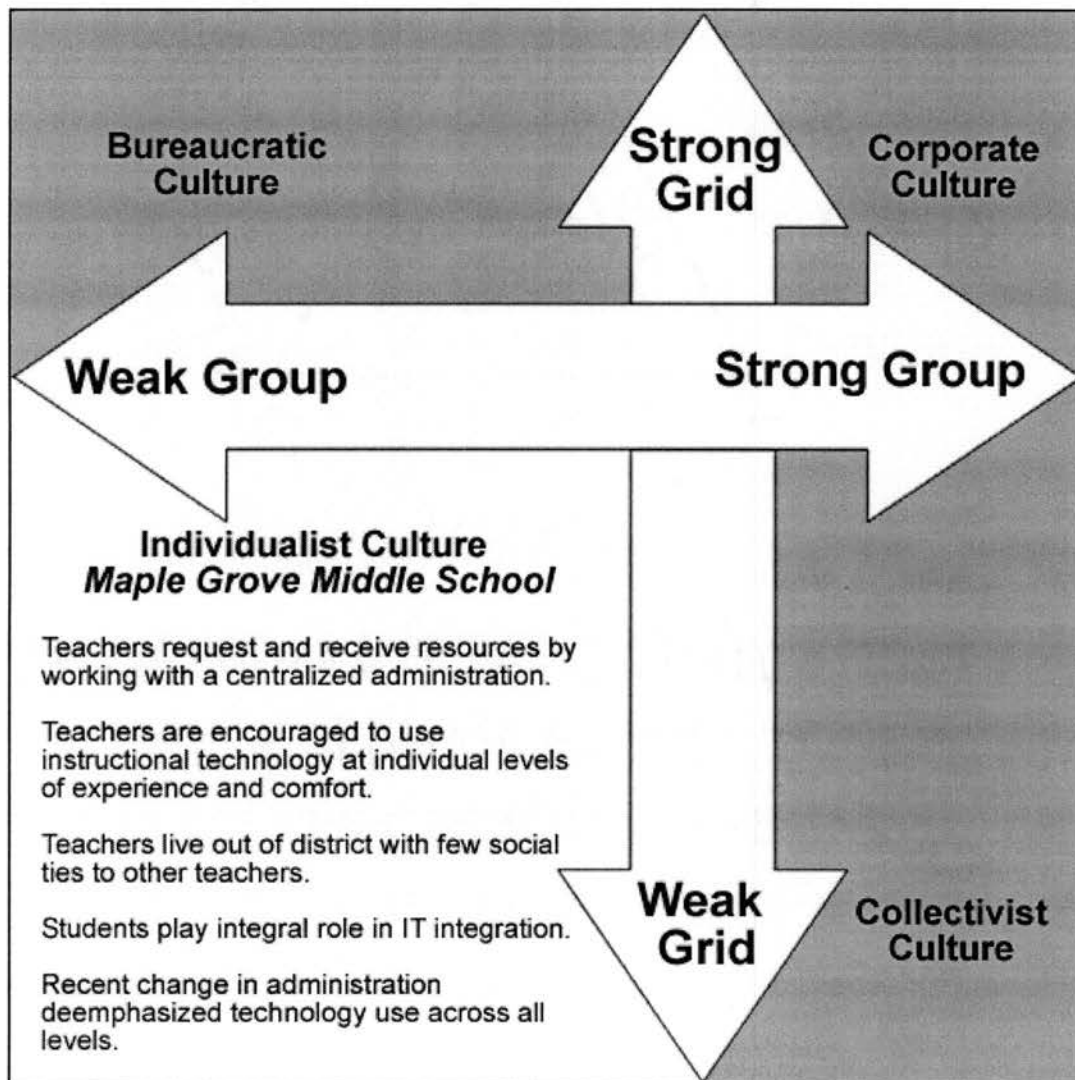 Bureaucratic
Culture
Strong
Grid
Corporate
Culture
Weak Group
Strong Group
Individualist Culture
Maple Grove Middle School
Teachers request and receive resources by
working with a centralized administration.
Teachers are encouraged to use
instructional technology at individual levels
of experience and comfort.
Teachers live out of district with few social
ties to other teachers.
Students play integral role in IT integration.
Recent change in administration
deemphasized technology use across all
levels.
Weak
Grid
Collectivist
Culture